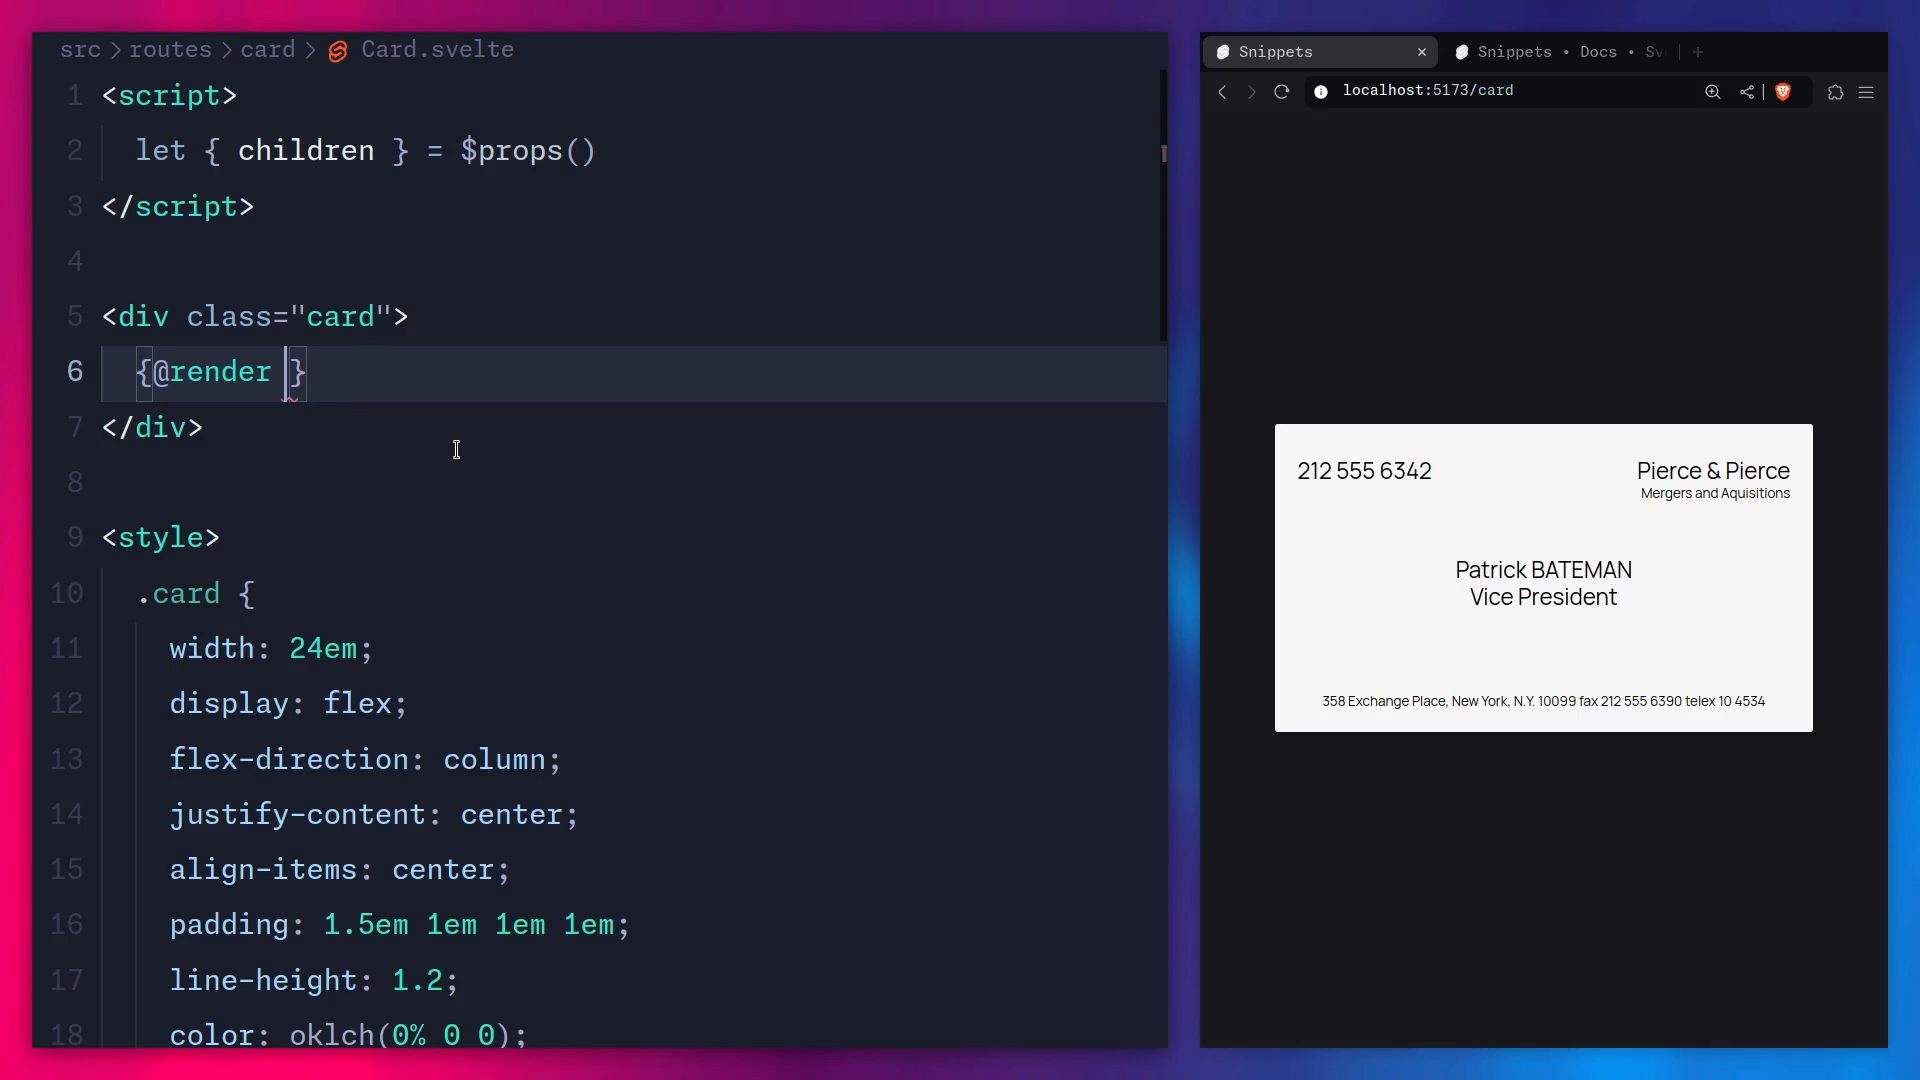 src > routes > card > Card.svelte
1 <script>
2 let { children } = $props()
3 </script>
4
5 <div class="card">
6 {@render }
7 </div>
8
9 <style>
10 .card {
11 width: 24em;
12 display: flex;
13 flex-direction: column;
14 justify-content: center;
15 align-items: center;
16 padding: 1.5em 1em 1em 1em;
17 line-height: 1.2;
18 color: oklch(0% 0 0);
Snippets
Snippets • Docs • Sv
localhost:5173/card
212 555 6342
Pierce & Pierce
Mergers and Aquisitions
Patrick BATEMAN
Vice President
358 Exchange Place, New York, N.Y. 10099 fax 212 555 6390 telex 10 4534